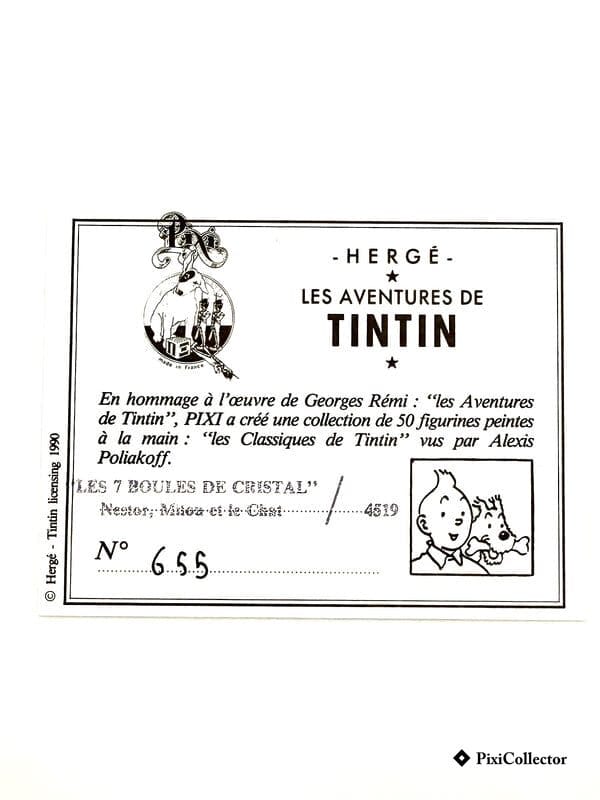 Pixi
made in France
- HERGÉ -
LES AVENTURES DE
TINTIN
En hommage à l'œuvre de Georges Rémi : "les Aventures
de Tintin", PIXI a créé une collection de 50 figurines peintes
à la main : "les Classiques de Tintin" vus par Alexis
Poliakoff.
"LES 7 BOULES DE CRISTAL"
Nestor, Milou et le Chat / 4519
N° 655
© Hergé - Tintin licensing 1990
PixiCollector